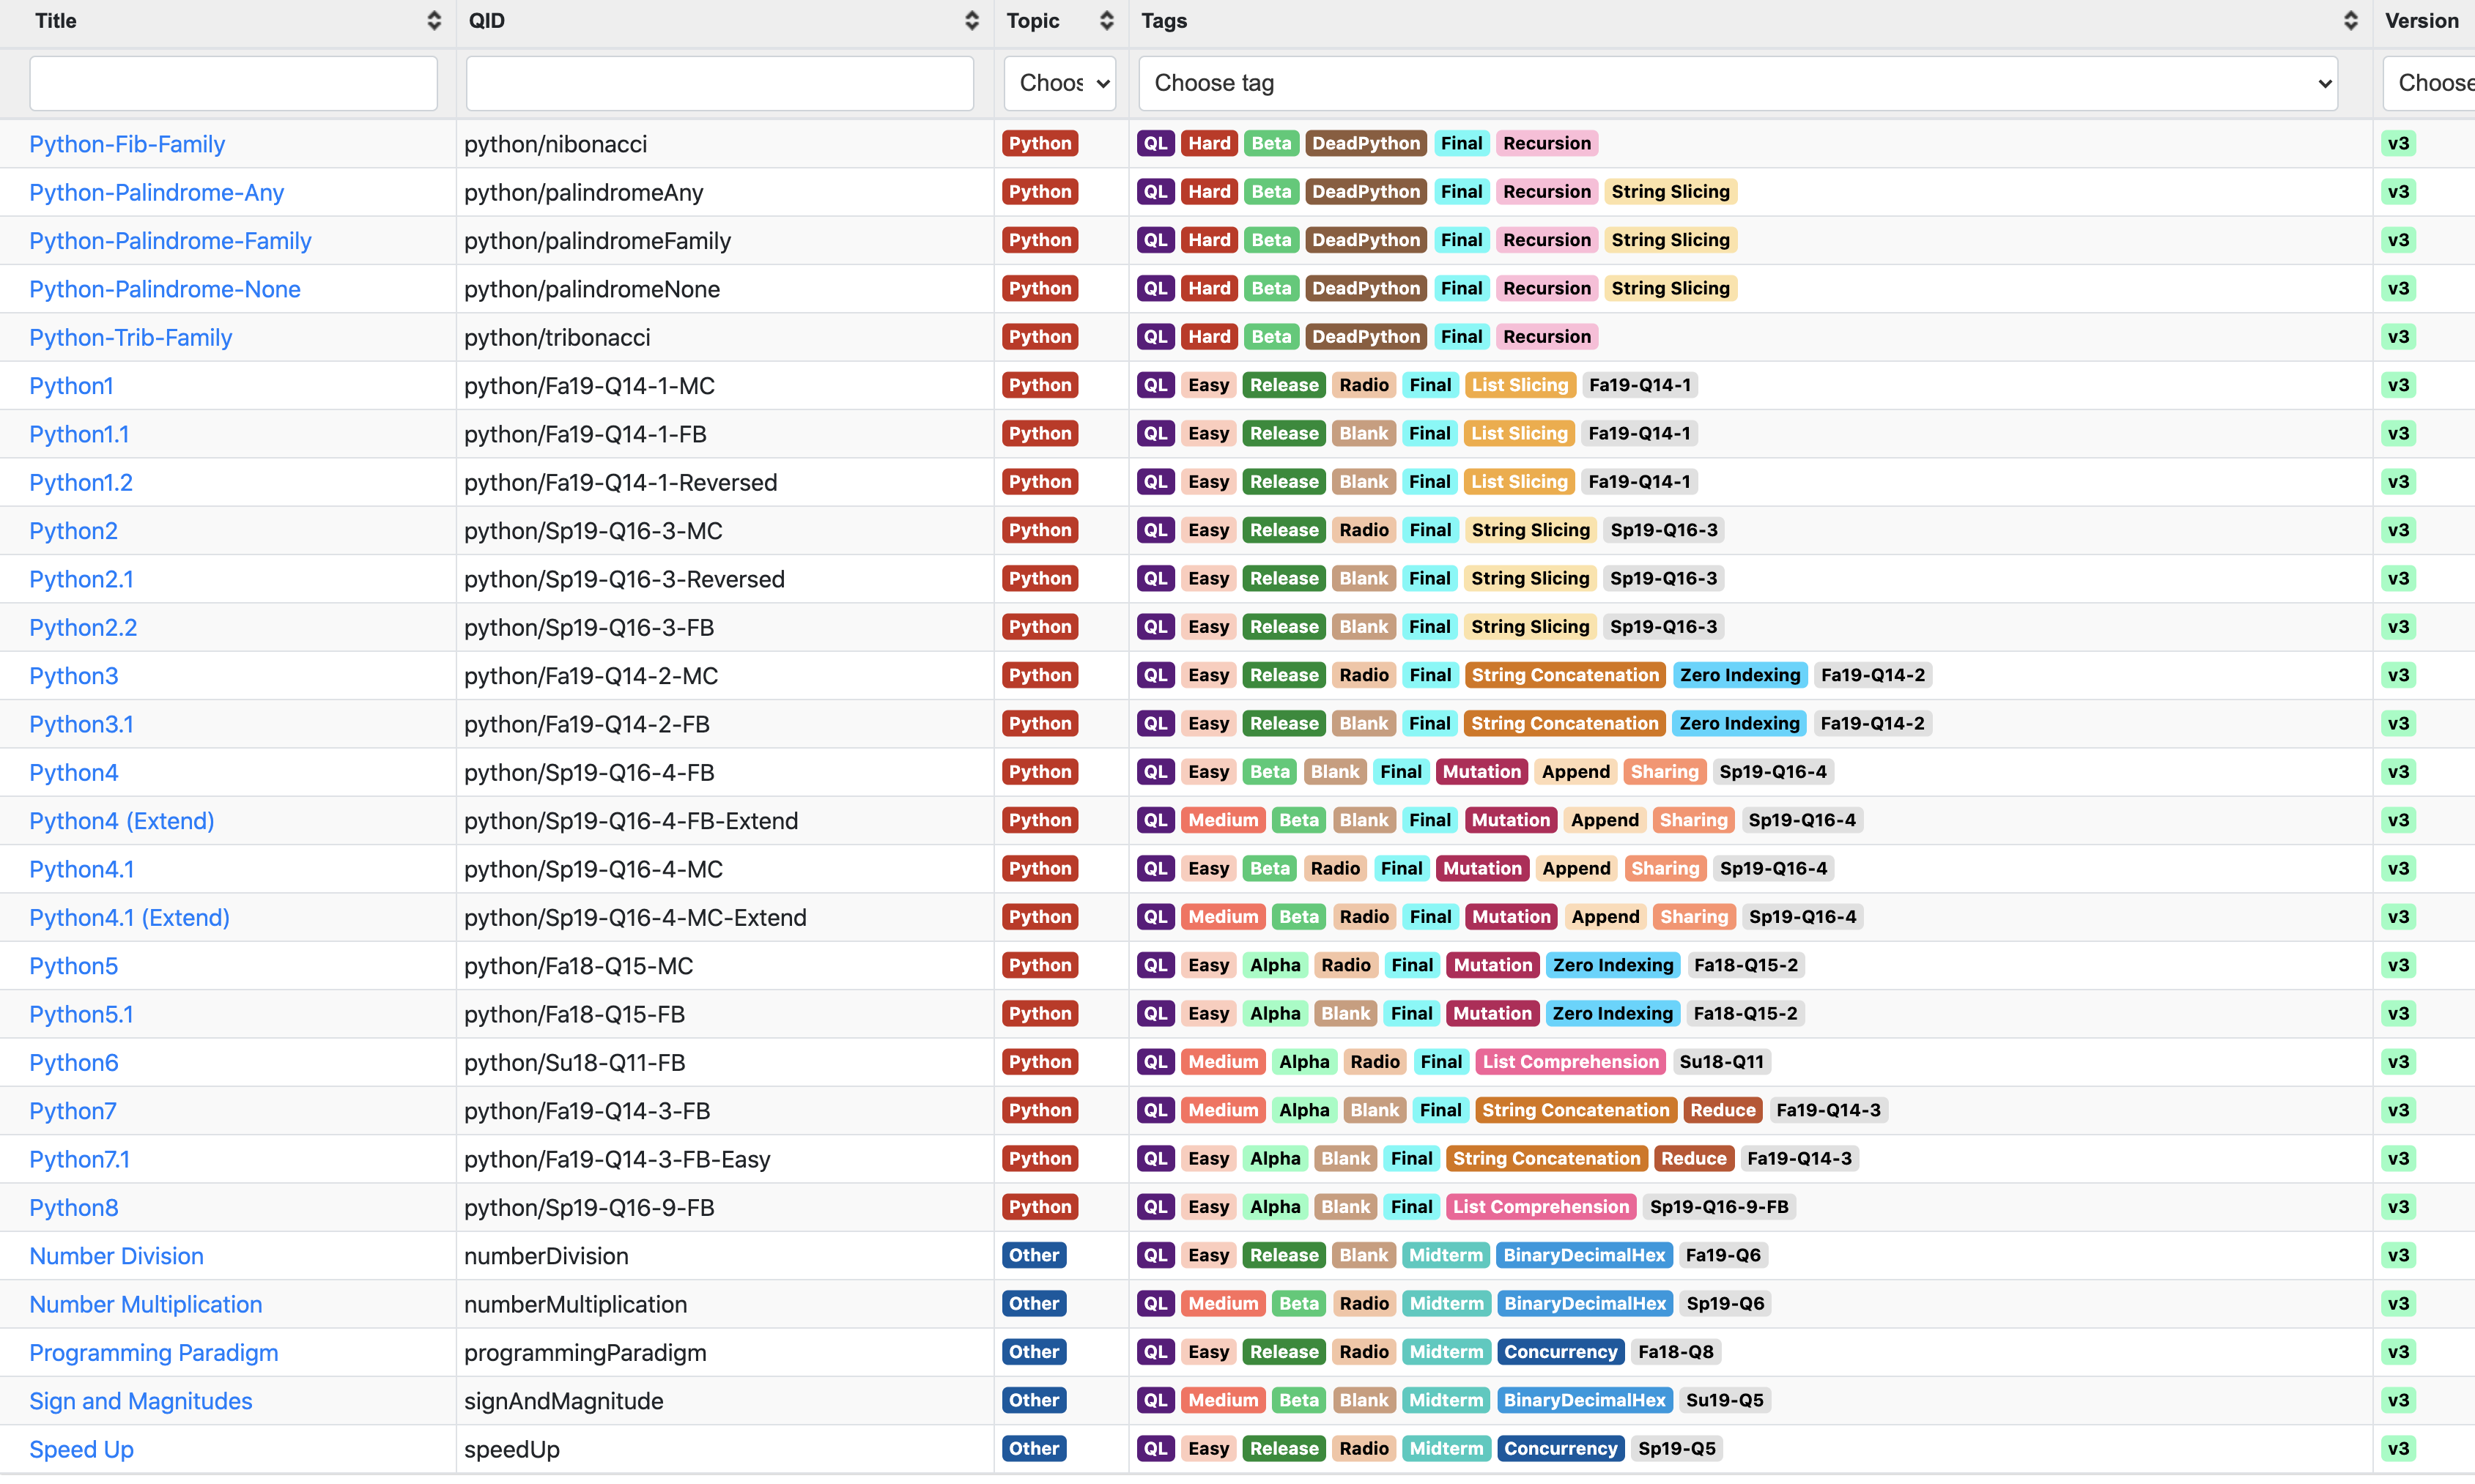 Title QID Topic Tags Version
Choos Choose tag Choose
Python-Fib-Family python/nibonacci Python QL Hard Beta DeadPython Final Recursion v3
Python-Palindrome-Any python/palindromeAny Python QL Hard Beta DeadPython Final Recursion String Slicing v3
Python-Palindrome-Family python/palindromeFamily Python QL Hard Beta DeadPython Final Recursion String Slicing v3
Python-Palindrome-None python/palindromeNone Python QL Hard Beta DeadPython Final Recursion String Slicing v3
Python-Trib-Family python/tribonacci Python QL Hard Beta DeadPython Final Recursion v3
Python1 python/Fa19-Q14-1-MC Python QL Easy Release Radio Final List Slicing Fa19-Q14-1 v3
Python1.1 python/Fa19-Q14-1-FB Python QL Easy Release Blank Final List Slicing Fa19-Q14-1 v3
Python1.2 python/Fa19-Q14-1-Reversed Python QL Easy Release Blank Final List Slicing Fa19-Q14-1 v3
Python2 python/Sp19-Q16-3-MC Python QL Easy Release Radio Final String Slicing Sp19-Q16-3 v3
Python2.1 python/Sp19-Q16-3-Reversed Python QL Easy Release Blank Final String Slicing Sp19-Q16-3 v3
Python2.2 python/Sp19-Q16-3-FB Python QL Easy Release Blank Final String Slicing Sp19-Q16-3 v3
Python3 python/Fa19-Q14-2-MC Python QL Easy Release Radio Final String Concatenation Zero Indexing Fa19-Q14-2 v3
Python3.1 python/Fa19-Q14-2-FB Python QL Easy Release Blank Final String Concatenation Zero Indexing Fa19-Q14-2 v3
Python4 python/Sp19-Q16-4-FB Python QL Easy Beta Blank Final Mutation Append Sharing Sp19-Q16-4 v3
Python4 (Extend) python/Sp19-Q16-4-FB-Extend Python QL Medium Beta Blank Final Mutation Append Sharing Sp19-Q16-4 v3
Python4.1 python/Sp19-Q16-4-MC Python QL Easy Beta Radio Final Mutation Append Sharing Sp19-Q16-4 v3
Python4.1 (Extend) python/Sp19-Q16-4-MC-Extend Python QL Medium Beta Radio Final Mutation Append Sharing Sp19-Q16-4 v3
Python5 python/Fa18-Q15-MC Python QL Easy Alpha Radio Final Mutation Zero Indexing Fa18-Q15-2 v3
Python5.1 python/Fa18-Q15-FB Python QL Easy Alpha Blank Final Mutation Zero Indexing Fa18-Q15-2 v3
Python6 python/Su18-Q11-FB Python QL Medium Alpha Radio Final List Comprehension Su18-Q11 v3
Python7 python/Fa19-Q14-3-FB Python QL Medium Alpha Blank Final String Concatenation Reduce Fa19-Q14-3 v3
Python7.1 python/Fa19-Q14-3-FB-Easy Python QL Easy Alpha Blank Final String Concatenation Reduce Fa19-Q14-3 v3
Python8 python/Sp19-Q16-9-FB Python QL Easy Alpha Blank Final List Comprehension Sp19-Q16-9-FB v3
Number Division numberDivision Other QL Easy Release Blank Midterm BinaryDecimalHex Fa19-Q6 v3
Number Multiplication numberMultiplication Other QL Medium Beta Radio Midterm BinaryDecimalHex Sp19-Q6 v3
Programming Paradigm programmingParadigm Other QL Easy Release Radio Midterm Concurrency Fa18-Q8 v3
Sign and Magnitudes signAndMagnitude Other QL Medium Beta Blank Midterm BinaryDecimalHex Su19-Q5 v3
Speed Up speedUp Other QL Easy Release Radio Midterm Concurrency Sp19-Q5 v3